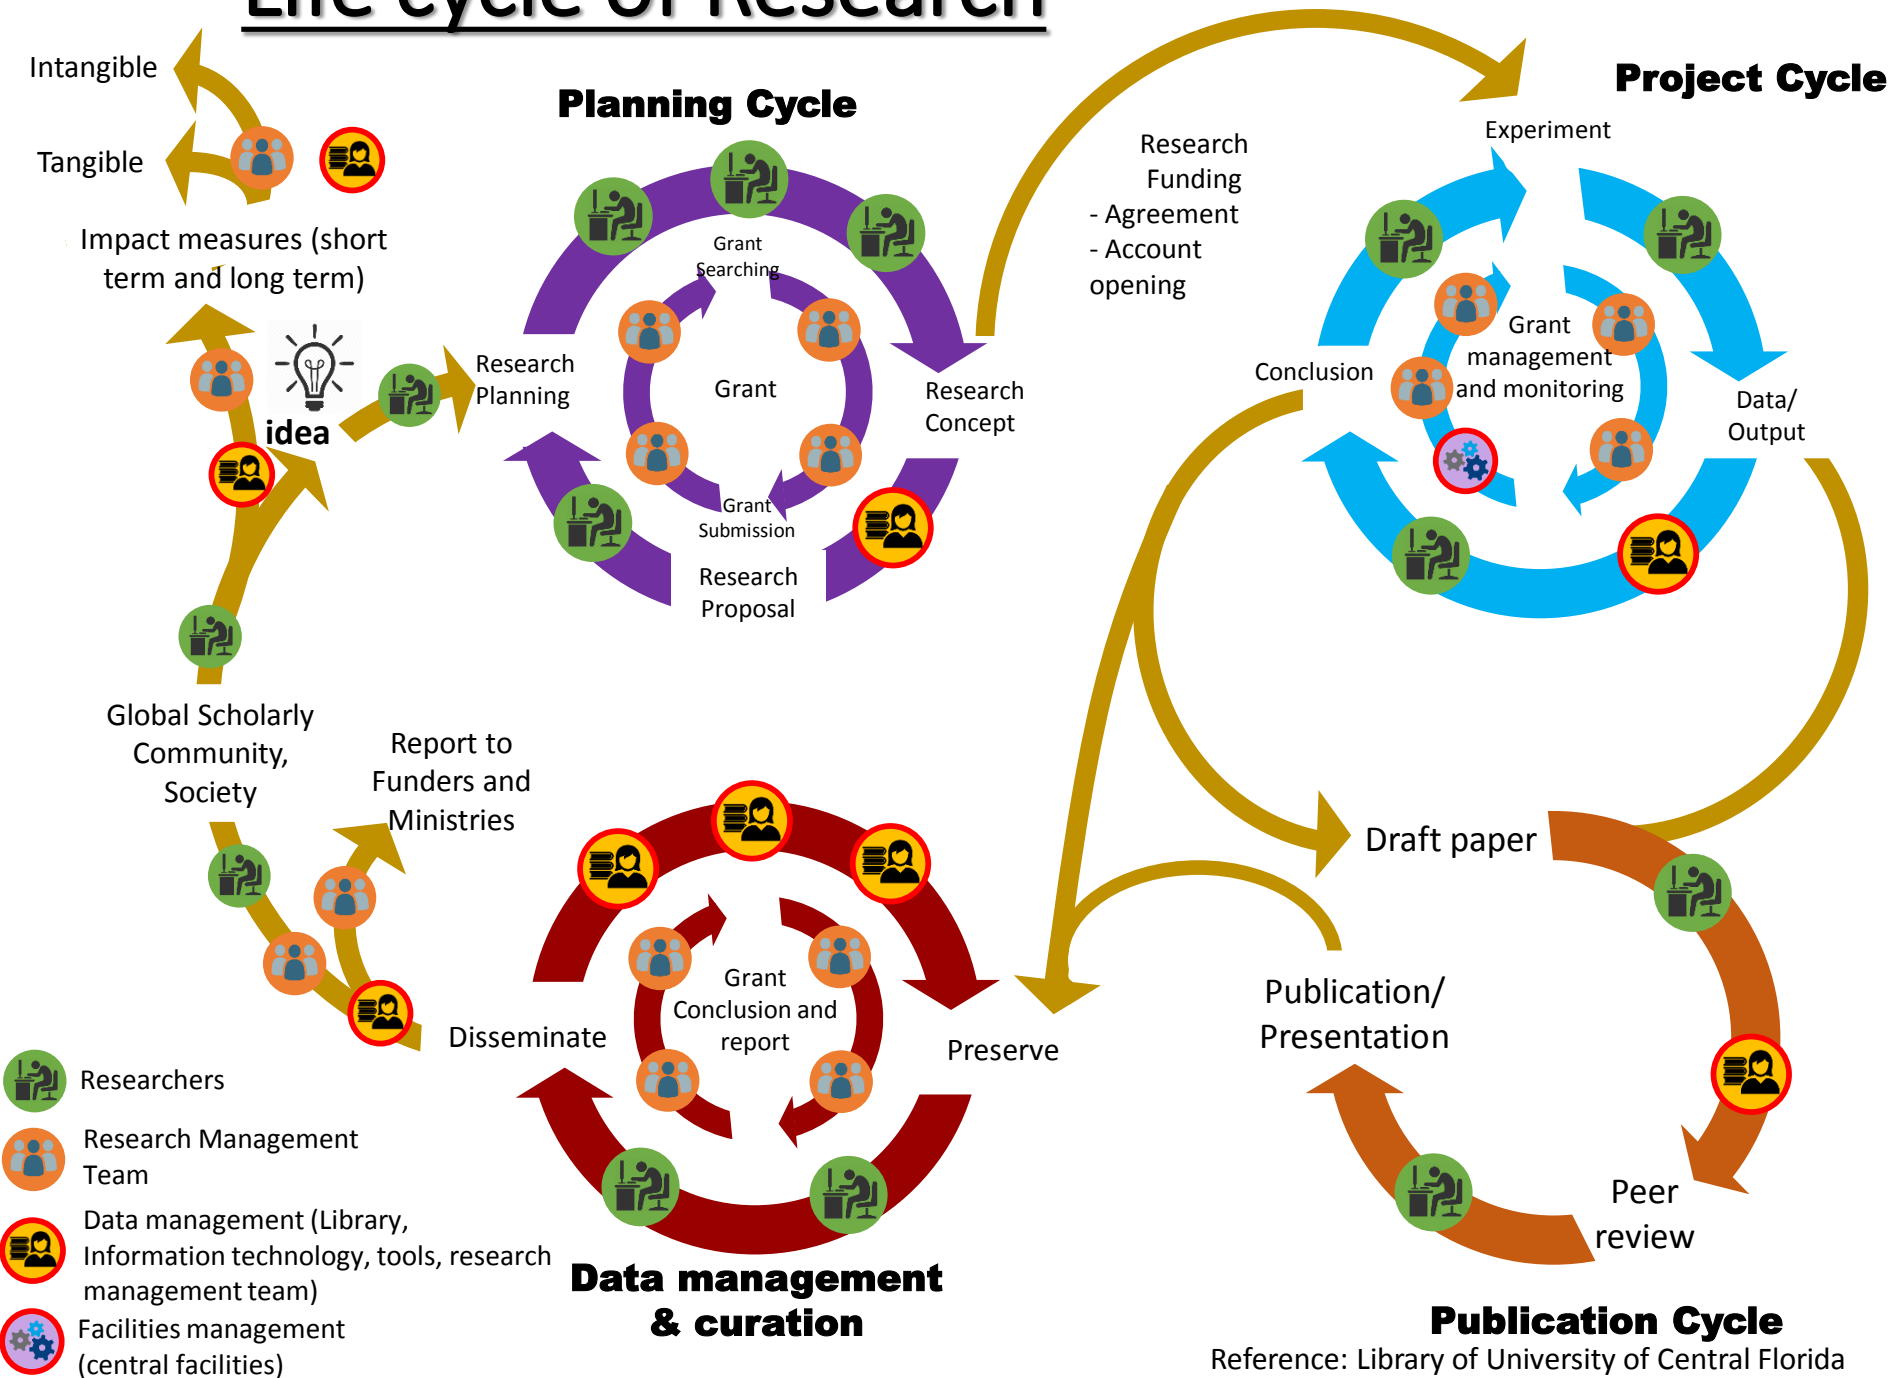 Life cycle of Research
Intangible
Tangible
Impact measures (short
term and long term)
idea
Planning Cycle
Grant
Searching
Research
Planning
Grant
Research
Concept
Grant
Submission
Research
Proposal
Research
Funding
- Agreement
- Account
opening
Project Cycle
Experiment
Grant
management
and monitoring
Conclusion
Data/
Output
Global Scholarly
Community,
Society
Report to
Funders and
Ministries
Draft paper
Grant
Conclusion and
report
Disseminate
Preserve
Publication/
Presentation
Peer
review
Researchers
Research Management
Team
Data management (Library,
Information technology, tools, research
management team)
Facilities management
(central facilities)
Data management
& curation
Publication Cycle
Reference: Library of University of Central Florida